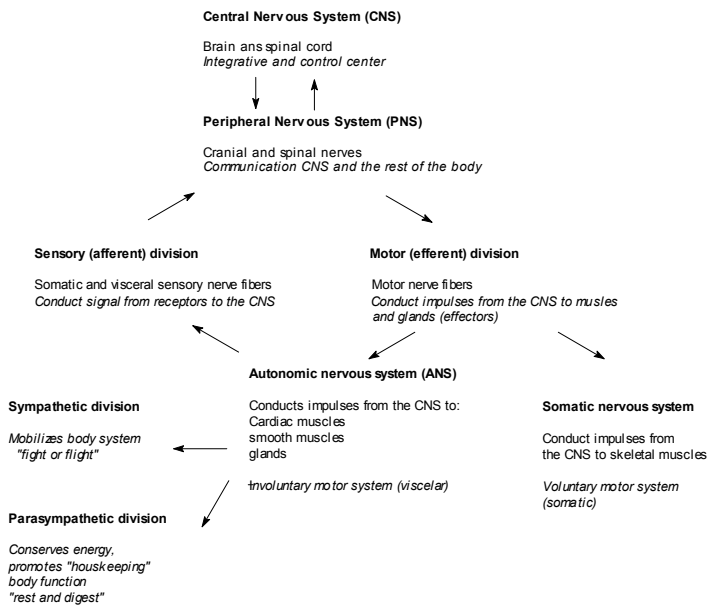 Central Nervous System (CNS)
Brain ans spinal cord
Integrative and control center
Peripheral Nervous System (PNS)
Cranial and spinal nerves
Communication CNS and the rest of the body
Sensory (afferent) division
Somatic and visceral sensory nerve fibers
Conduct signal from receptors to the CNS
Motor (efferent) division
Motor nerve fibers
Conduct impulses from the CNS to musles
and glands (effectors)
Autonomic nervous system (ANS)
Conducts impulses from the CNS to:
Cardiac muscles
smooth muscles
glands
Involuntary motor system (viscelar)
Sympathetic division
Mobilizes body system
"fight or flight"
Somatic nervous system
Conduct impulses from
the CNS to skeletal muscles
Voluntary motor system
(somatic)
Parasympathetic division
Conserves energy,
promotes "houskeeping"
body function
"rest and digest"